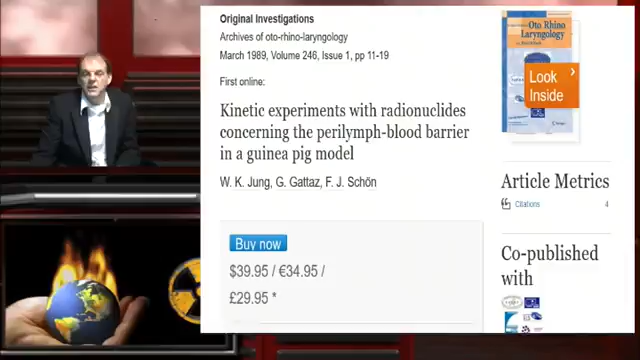 Original Investigations
Archives of oto-rhino-laryngology
March 1989, Volume 246, Issue 1, pp 11-19
First online:
Kinetic experiments with radionuclides
concerning the perilymph-blood barrier
in a guinea pig model
W. K. Jung, G. Gattaz, F. J. Schön
Buy now
$39.95 / €34.95 /
£29.95 *
Oto Rhino
Laryngology
Look
Inside
Article Metrics
Citations 4
Co-published
with